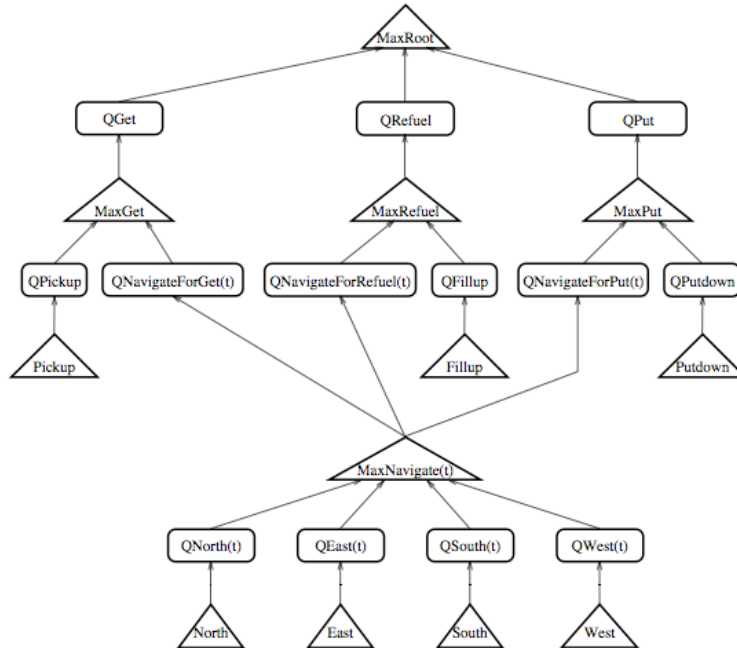 MaxRoot
QGet
QRefuel
QPut
MaxGet
MaxRefuel
MaxPut
QPickup
QNavigateForGet(t)
QNavigateForRefuel(t)
QFillup
QNavigateForPut(t)
QPutdown
Pickup
Fillup
Putdown
MaxNavigate(t)
QNorth(t)
QEast(t)
QSouth(t)
QWest(t)
North
East
South
West